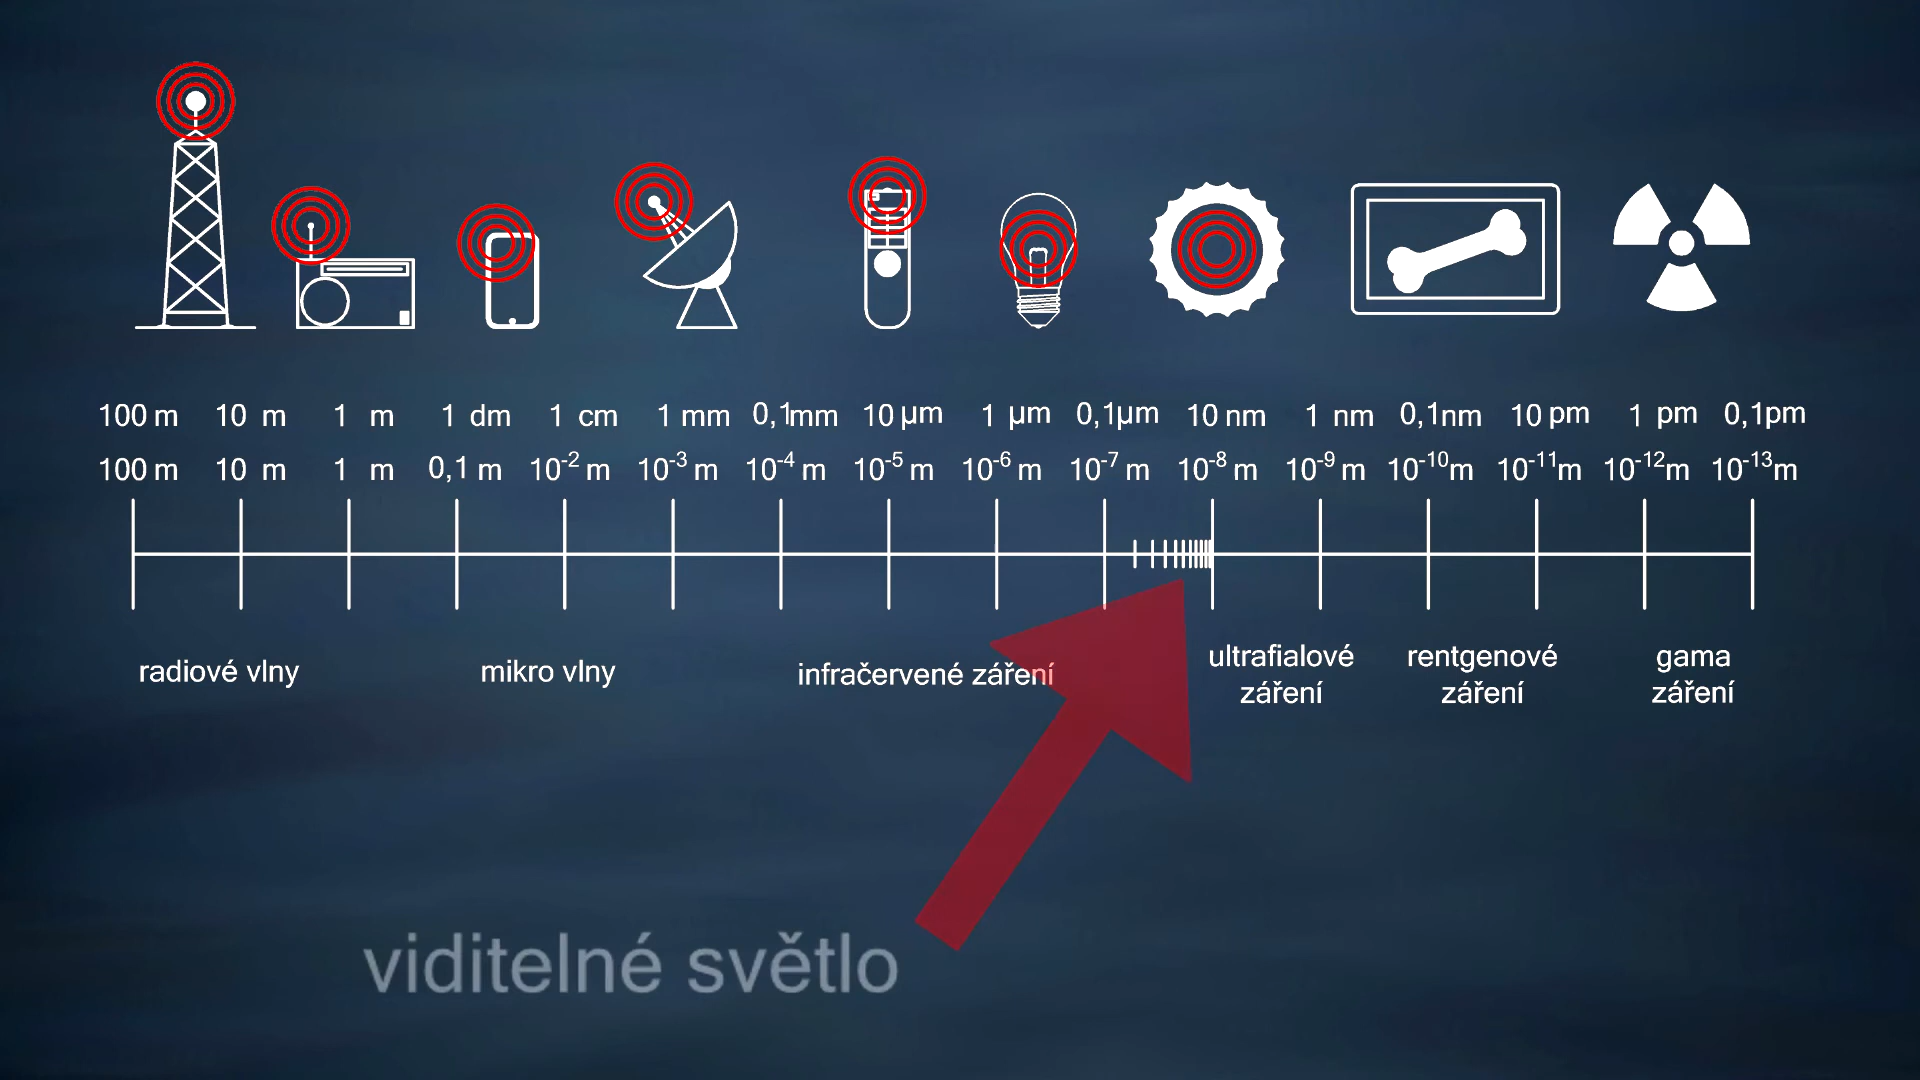 100 m 10 m 1 m 1 dm 1 cm 1 mm 0,1mm 10 µm 1 µm 0,1µm 10 nm 1 nm 0,1nm 10 pm 1 pm 0,1pm
100 m 10 m 1 m 0,1 m 10⁻² m 10⁻³ m 10⁻⁴ m 10⁻⁵ m 10⁻⁶ m 10⁻⁷ m 10⁻⁸ m 10⁻⁹ m 10⁻¹⁰m 10⁻¹¹m 10⁻¹²m 10⁻¹³m
radiové vlny
mikro vlny
infračervené záření
ultrafialové
záření
rentgenové
záření
gama
záření
viditelné světlo